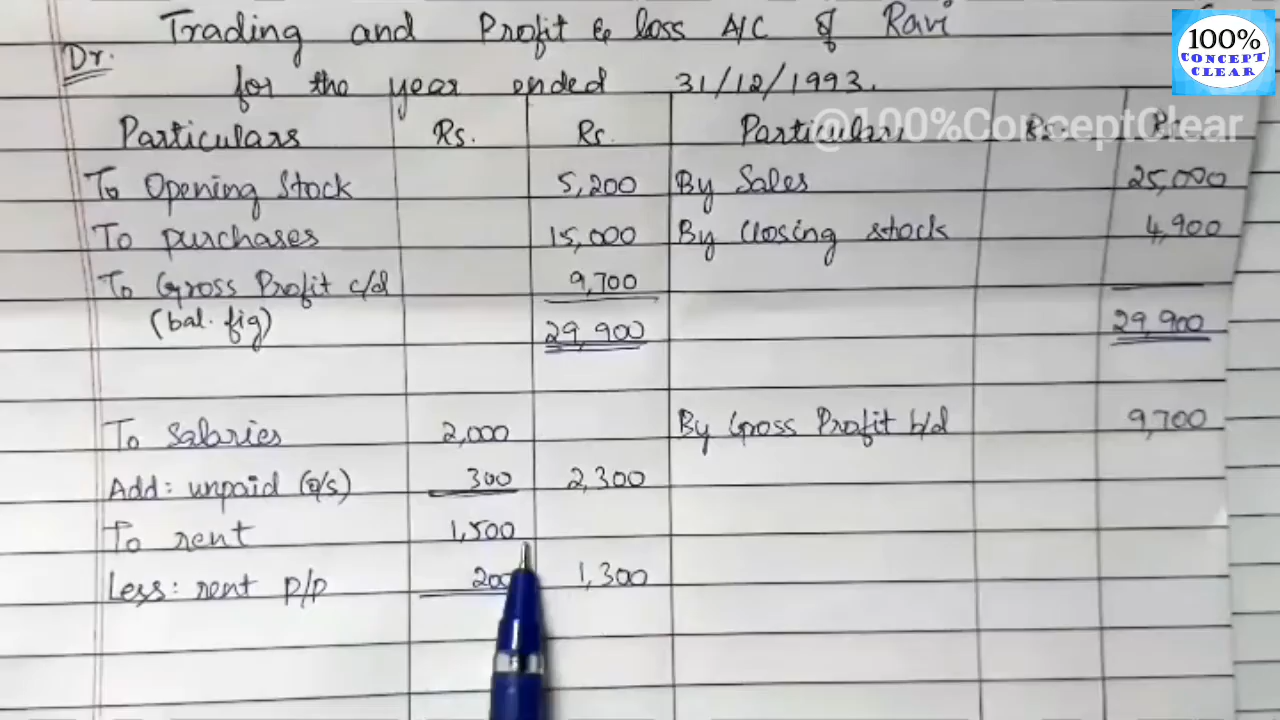 Trading and Profit & loss A/C of Ravi
Dr.
for the year ended 31/12/1993.
100%
CONCEPT
CLEAR
@100%ConceptClear
Particulars Rs. Rs. Particulars Rs. Rs.
To Opening Stock 5,200 By Sales 25,000
To purchases 15,000 By Closing stock 4,900
To Gross Profit c/d 9,700
(bal. fig) 29,900 29,900
To Salaries 2,000 By Gross Profit b/d 9,700
Add: unpaid (o/s) 300 2,300
To rent 1,500
Less: rent p/p 200 1,300